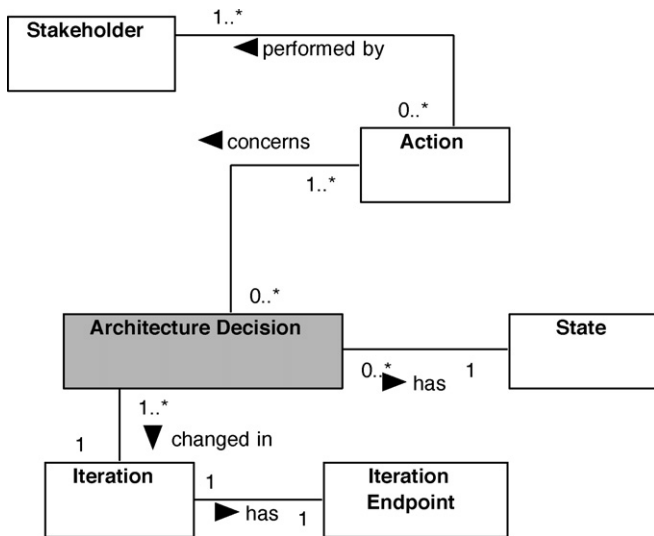 Stakeholder
1..*
performed by
0..*
Action
concerns
1..*
0..*
Architecture Decision
State
0..*
has
1
1..*
changed in
1
Iteration
1
has
1
Iteration
Endpoint